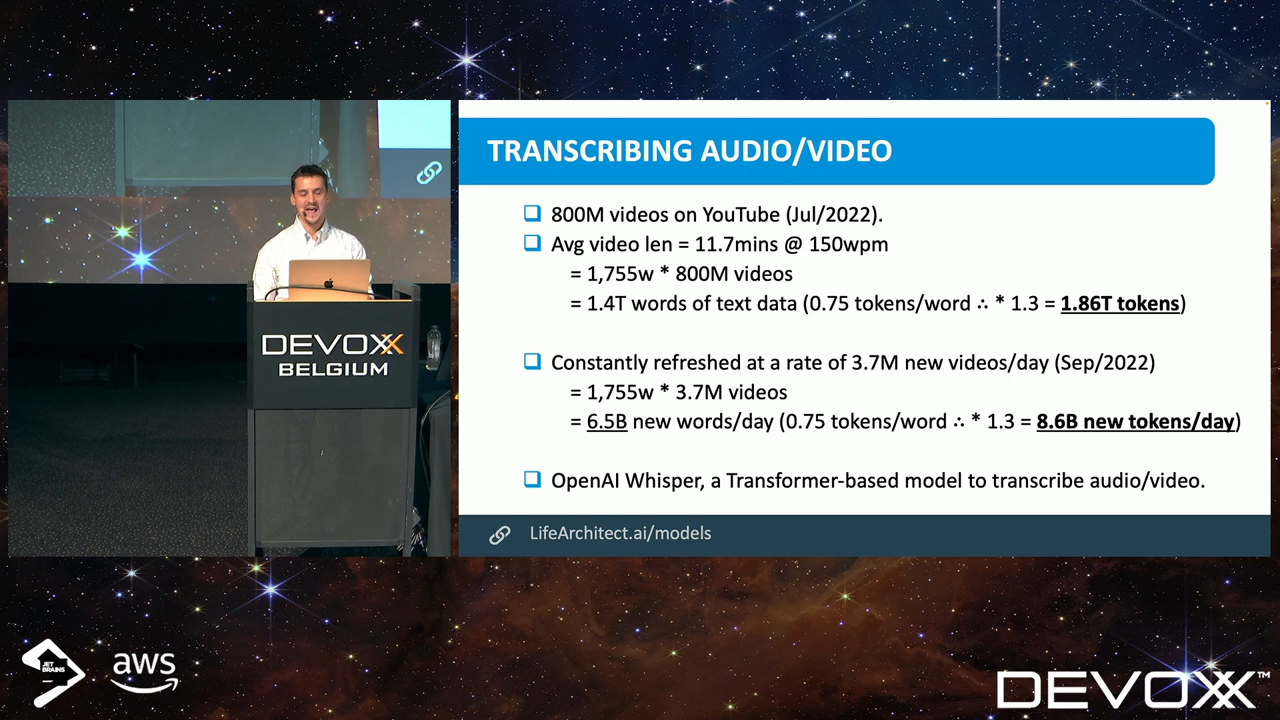 TRANSCRIBING AUDIO/VIDEO
❑ 800M videos on YouTube (Jul/2022).
❑ Avg video len = 11.7mins @ 150wpm
= 1,755w * 800M videos
= 1.4T words of text data (0.75 tokens/word ∴ * 1.3 = 1.86T tokens)
❑ Constantly refreshed at a rate of 3.7M new videos/day (Sep/2022)
= 1,755w * 3.7M videos
= 6.5B new words/day (0.75 tokens/word ∴ * 1.3 = 8.6B new tokens/day)
❑ OpenAI Whisper, a Transformer-based model to transcribe audio/video.
LifeArchitect.ai/models
DEVOXX
BELGIUM
JET
BRAINS
aws
DEVOXX™